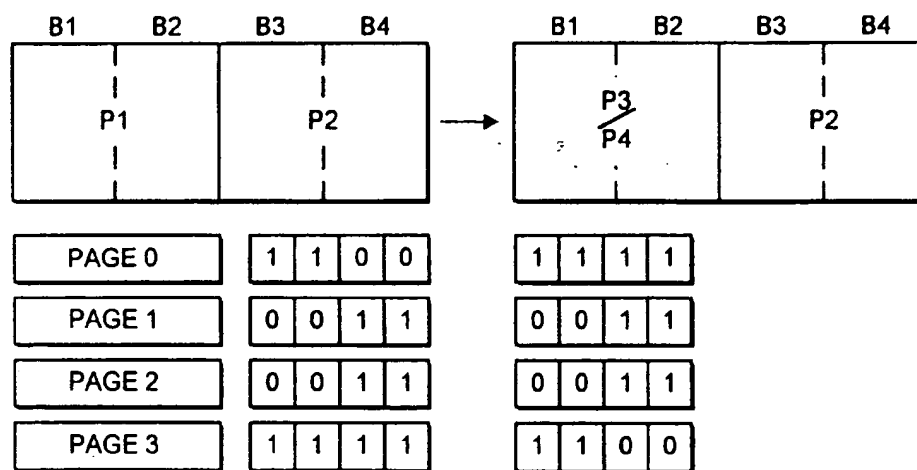 B1 B2 B3 B4 B1 B2 B3 B4
P1 P2 P3 P2
P4
PAGE 0 1 1 0 0 1 1 1 1
PAGE 1 0 0 1 1 0 0 1 1
PAGE 2 0 0 1 1 0 0 1 1
PAGE 3 1 1 1 1 1 1 0 0